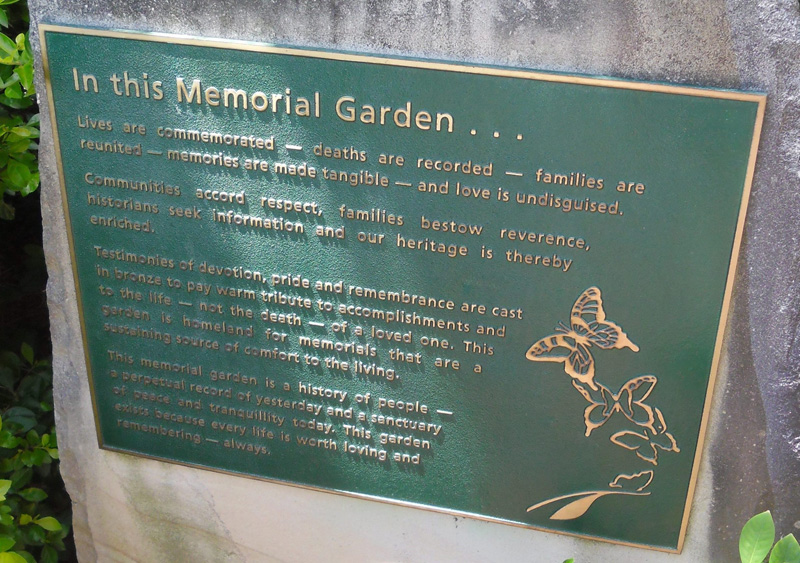 In this Memorial Garden . . .
Lives are commemorated — deaths are recorded — families are
reunited — memories are made tangible — and love is undisguised.
Communities accord respect, families bestow reverence,
historians seek information and our heritage is thereby
enriched.
Testimonies of devotion, pride and remembrance are cast
in bronze to pay warm tribute to accomplishments and
to the life — not the death — of a loved one. This
garden is homeland for memorials that are a
sustaining source of comfort to the living.
This memorial garden is a history of people —
a perpetual record of yesterday and a sanctuary
of peace and tranquillity today. This garden
exists because every life is worth loving and
remembering — always.